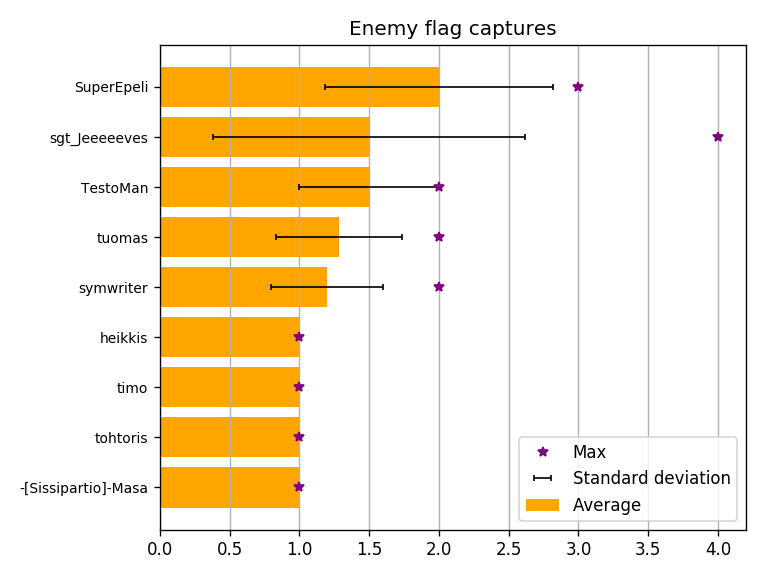 Enemy flag captures
SuperEpeli
sgt_Jeeeeeves
TestoMan
tuomas
symwriter
heikkis
timo
tohtoris
-[Sissipartio]-Masa
Max
Standard deviation
Average
0.0 0.5 1.0 1.5 2.0 2.5 3.0 3.5 4.0